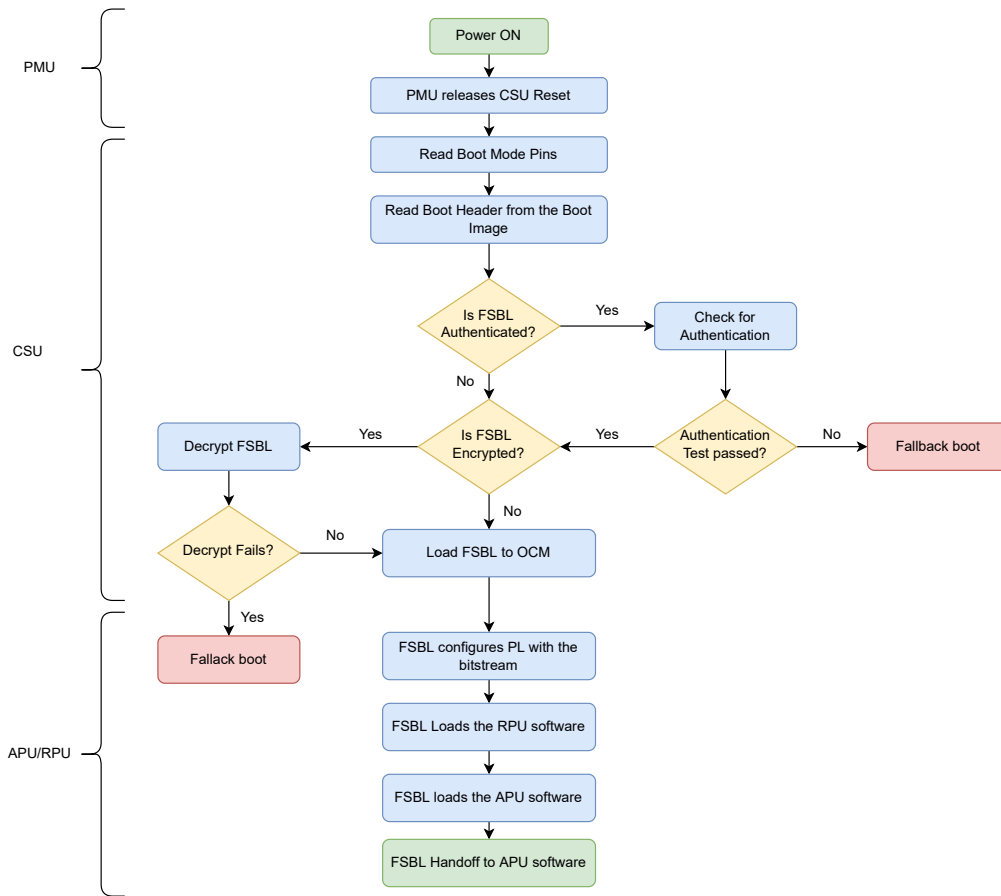 Power ON
PMU
PMU releases CSU Reset
Read Boot Mode Pins
Read Boot Header from the Boot
Image
Is FSBL
Authenticated?
Yes
Check for
Authentication
CSU
No
Decrypt FSBL
Yes
Is FSBL
Encrypted?
Yes
Authentication
Test passed?
No
Fallback boot
No
Decrypt Fails?
No
Load FSBL to OCM
Yes
Fallack boot
FSBL configures PL with the
bitstream
FSBL Loads the RPU software
APU/RPU
FSBL loads the APU software
FSBL Handoff to APU software